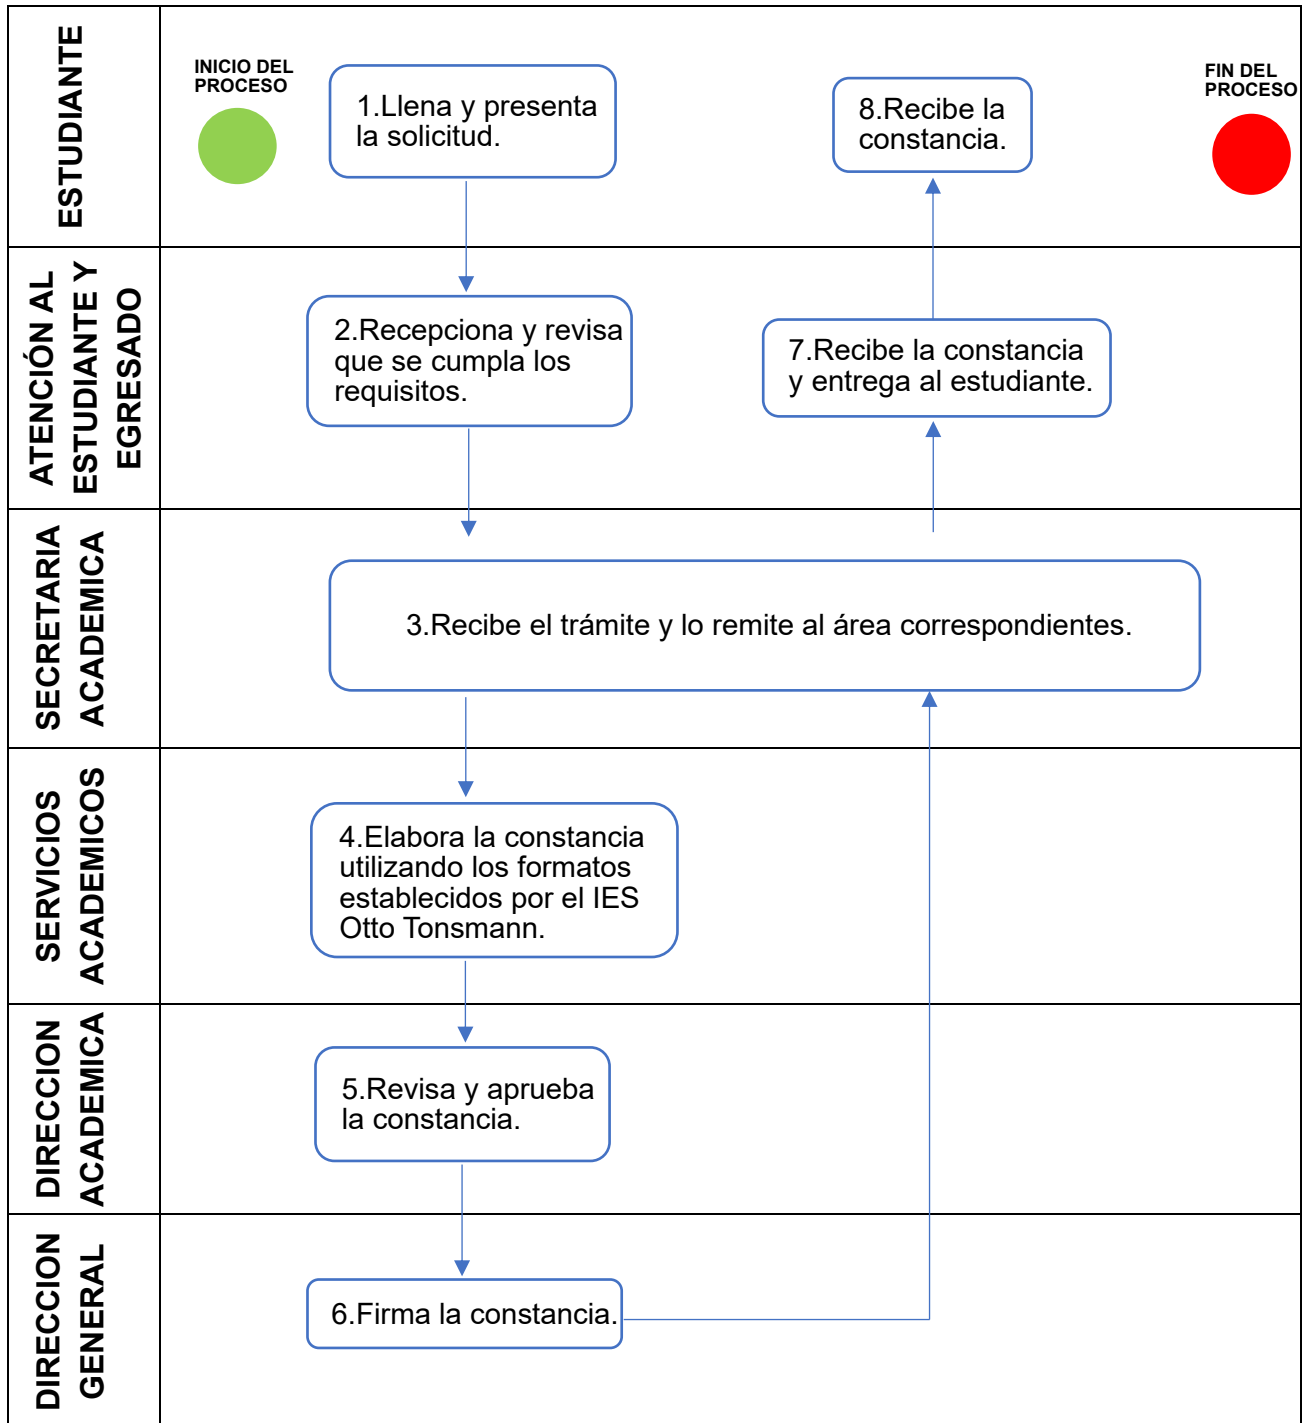 ESTUDIANTE
INICIO DEL
PROCESO
1.Llena y presenta
la solicitud.
8.Recibe la
constancia.
FIN DEL
PROCESO
ATENCIÓN AL
ESTUDIANTE Y
EGRESADO
2.Recepciona y revisa
que se cumpla los
requisitos.
7.Recibe la constancia
y entrega al estudiante.
SECRETARIA
ACADEMICA
3.Recibe el trámite y lo remite al área correspondientes.
SERVICIOS
ACADEMICOS
4.Elabora la constancia
utilizando los formatos
establecidos por el IES
Otto Tonsmann.
DIRECCION
ACADEMICA
5.Revisa y aprueba
la constancia.
DIRECCION
GENERAL
6.Firma la constancia.